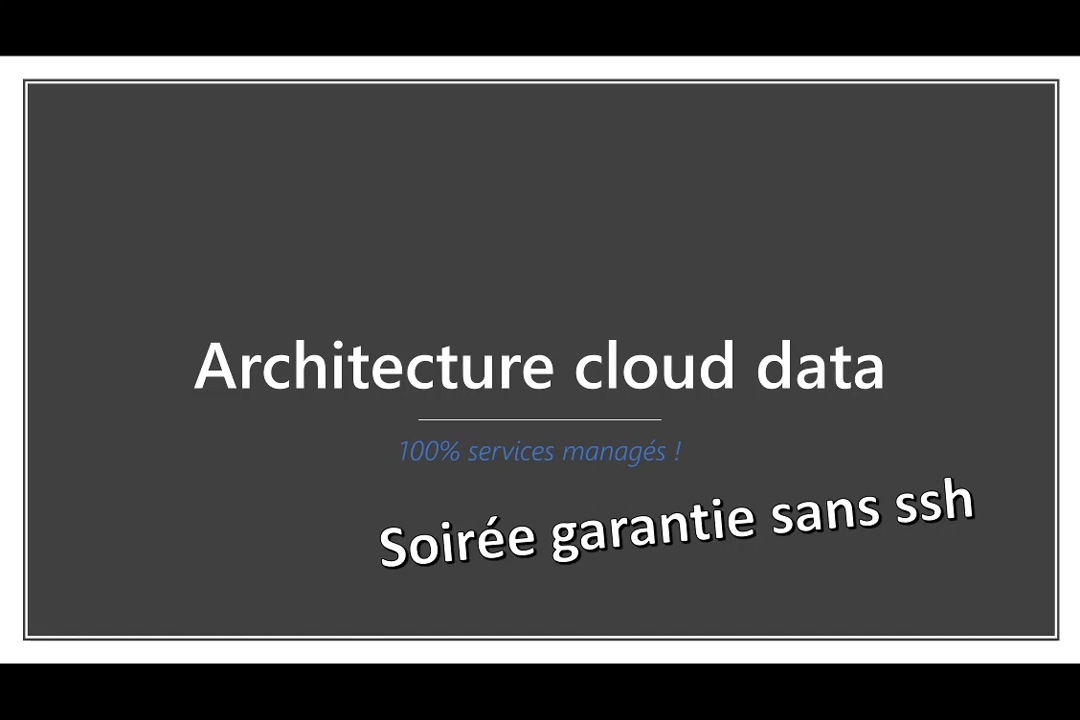 Architecture cloud data
100% services managés !
Soirée garantie sans ssh